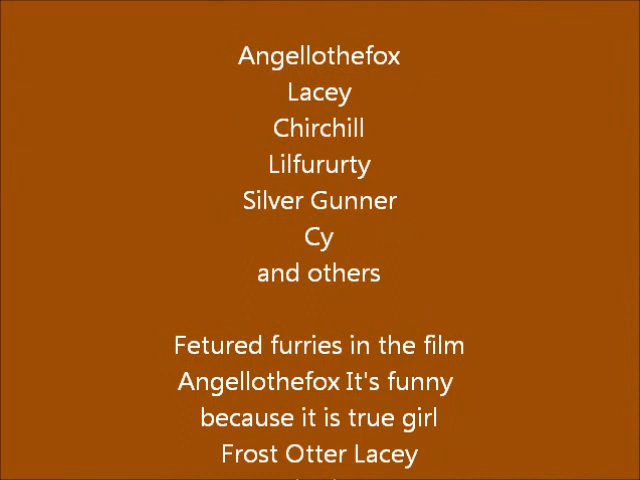 Angellothefox
Lacey
Chirchill
Lilfururty
Silver Gunner
Cy
and others
Fetured furries in the film
Angellothefox It's funny
because it is true girl
Frost Otter Lacey